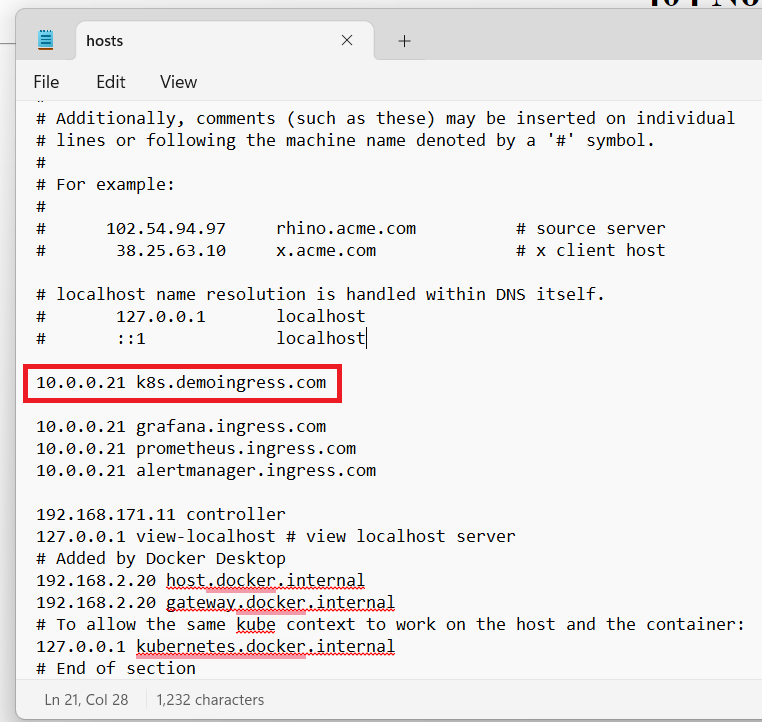 hosts
File Edit View
# Additionally, comments (such as these) may be inserted on individual
# lines or following the machine name denoted by a '#' symbol.
#
# For example:
#
#      102.54.94.97     rhino.acme.com          # source server
#       38.25.63.10     x.acme.com              # x client host
# localhost name resolution is handled within DNS itself.
#       127.0.0.1       localhost
#       ::1             localhost
10.0.0.21 k8s.demoingress.com
10.0.0.21 grafana.ingress.com
10.0.0.21 prometheus.ingress.com
10.0.0.21 alertmanager.ingress.com
192.168.171.11 controller
127.0.0.1 view-localhost # view localhost server
# Added by Docker Desktop
192.168.2.20 host.docker.internal
192.168.2.20 gateway.docker.internal
# To allow the same kube context to work on the host and the container:
127.0.0.1 kubernetes.docker.internal
# End of section
Ln 21, Col 28 1,232 characters